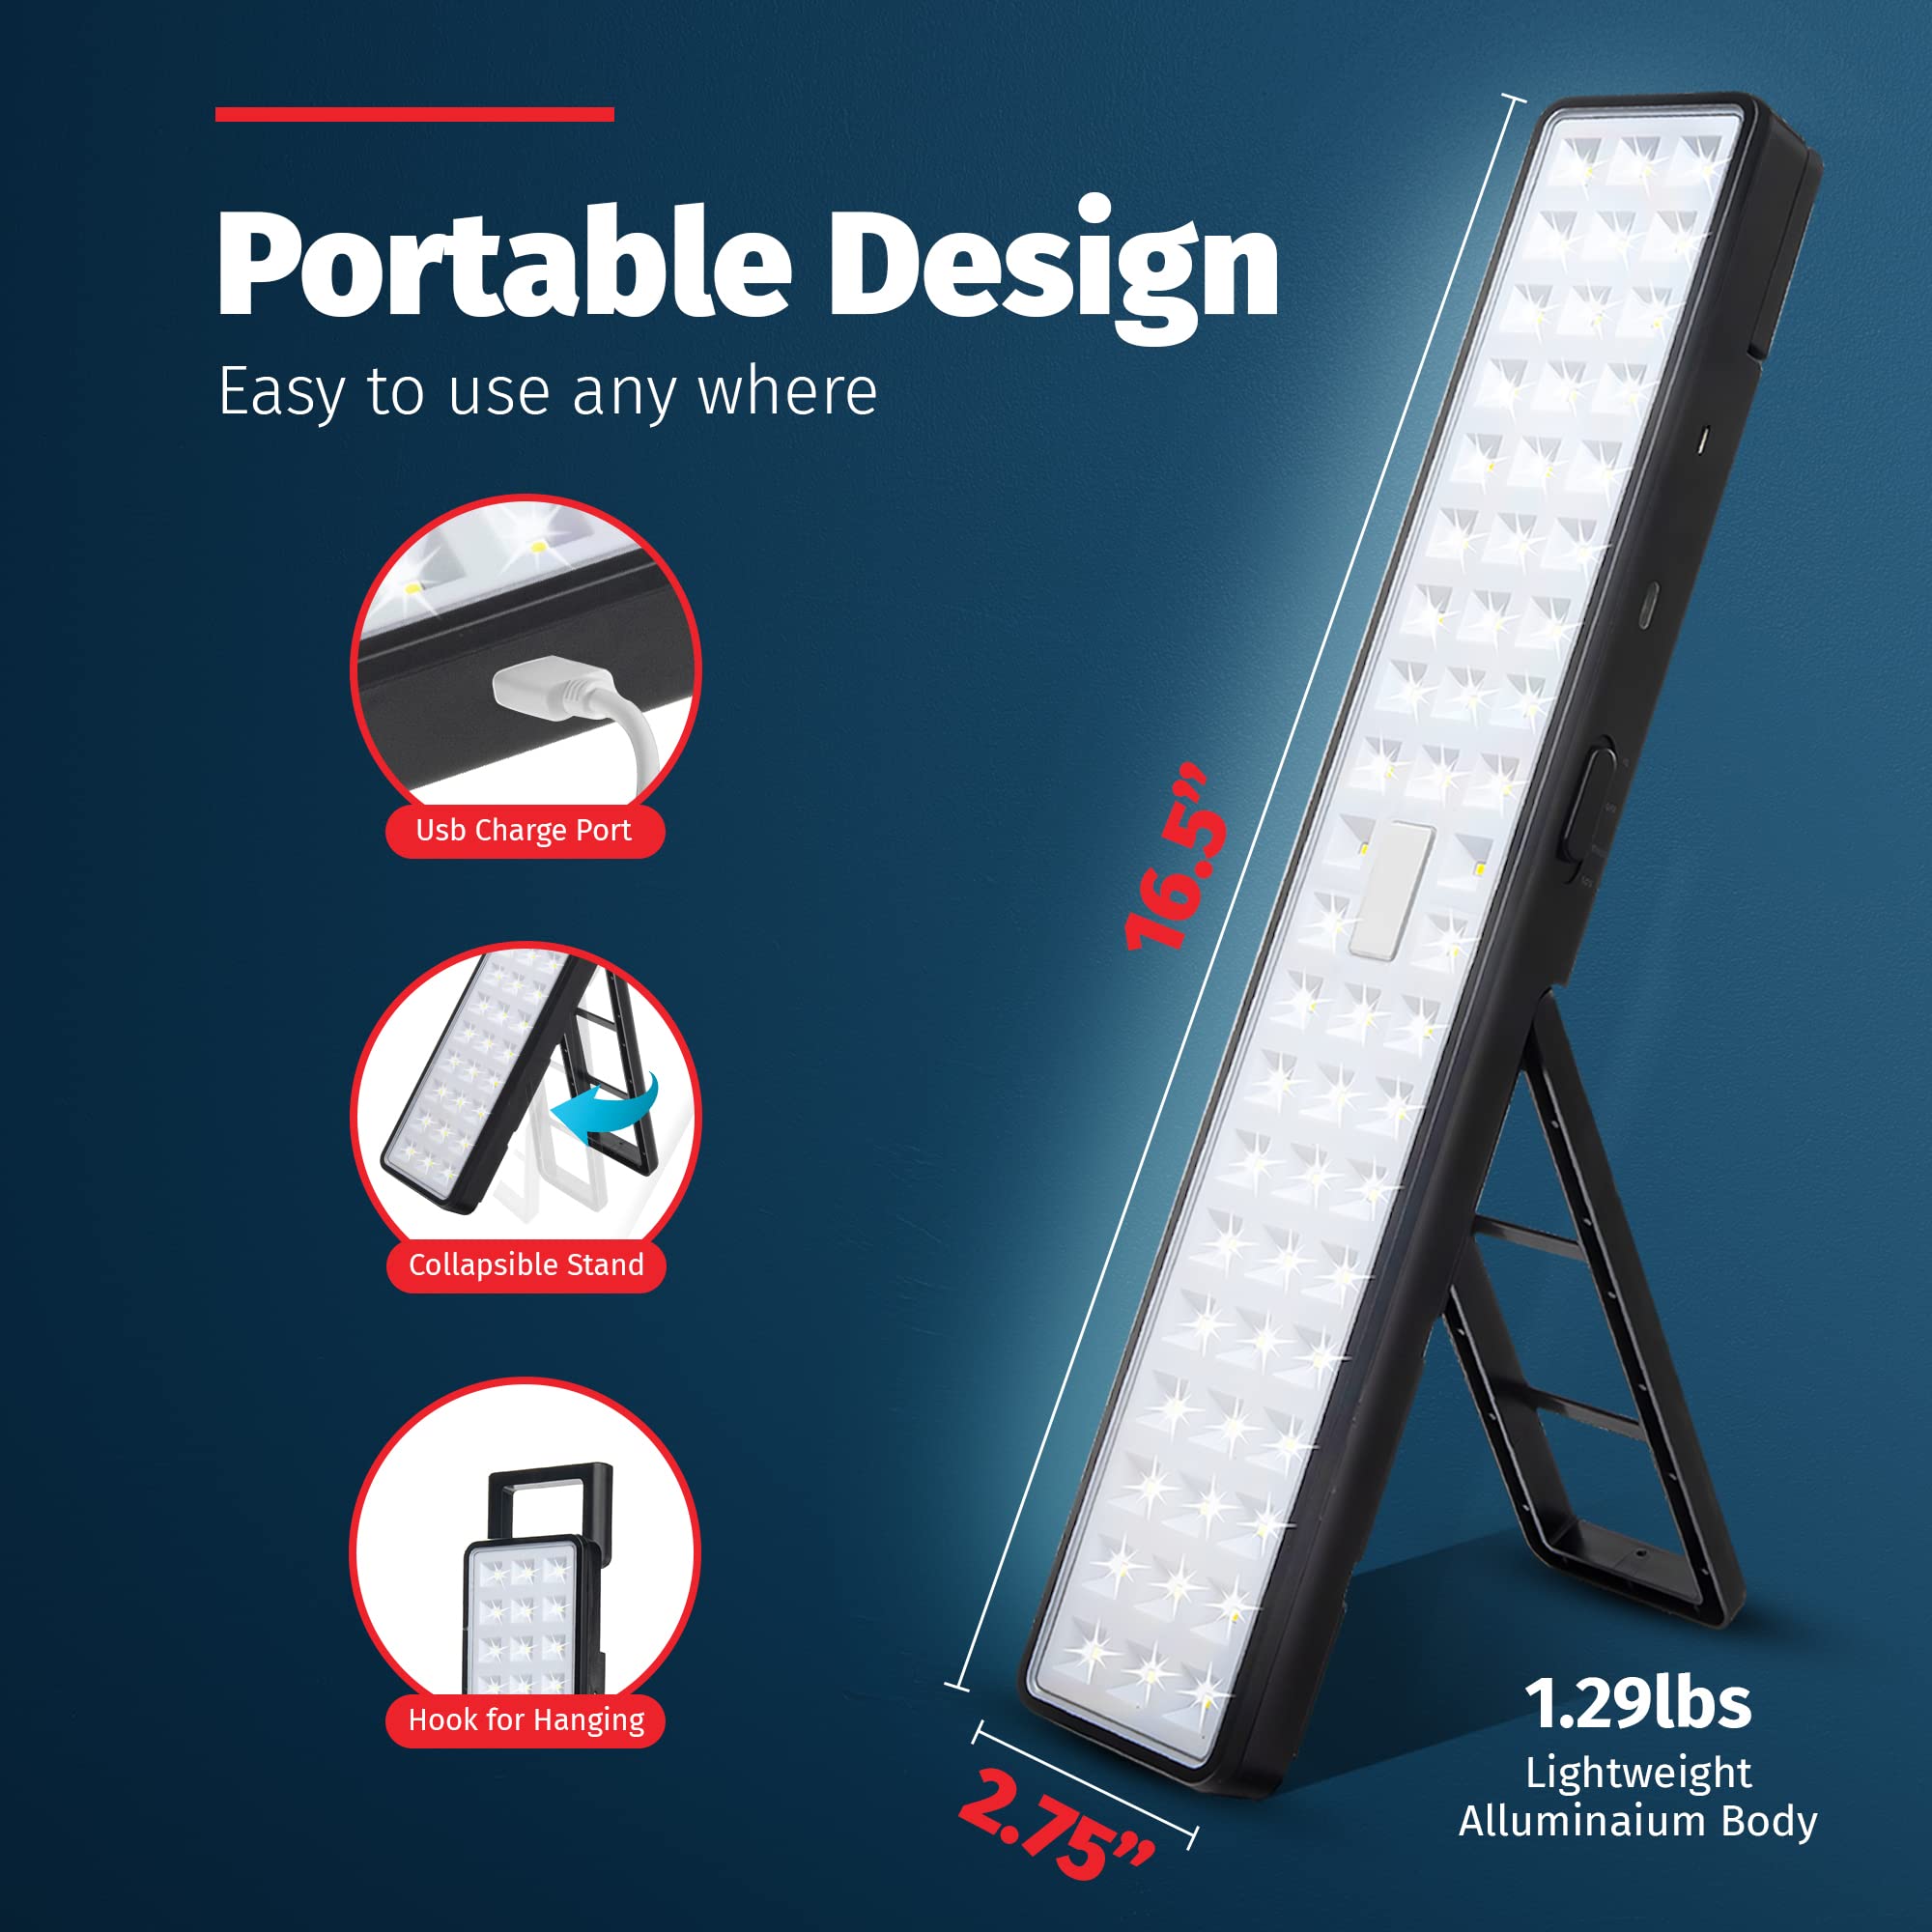 Portable Design
Easy to use any where
Usb Charge Port
Collapsible Stand
Hook for Hanging
16.5”
2.75”
1.29lbs
Lightweight
Alluminaium Body